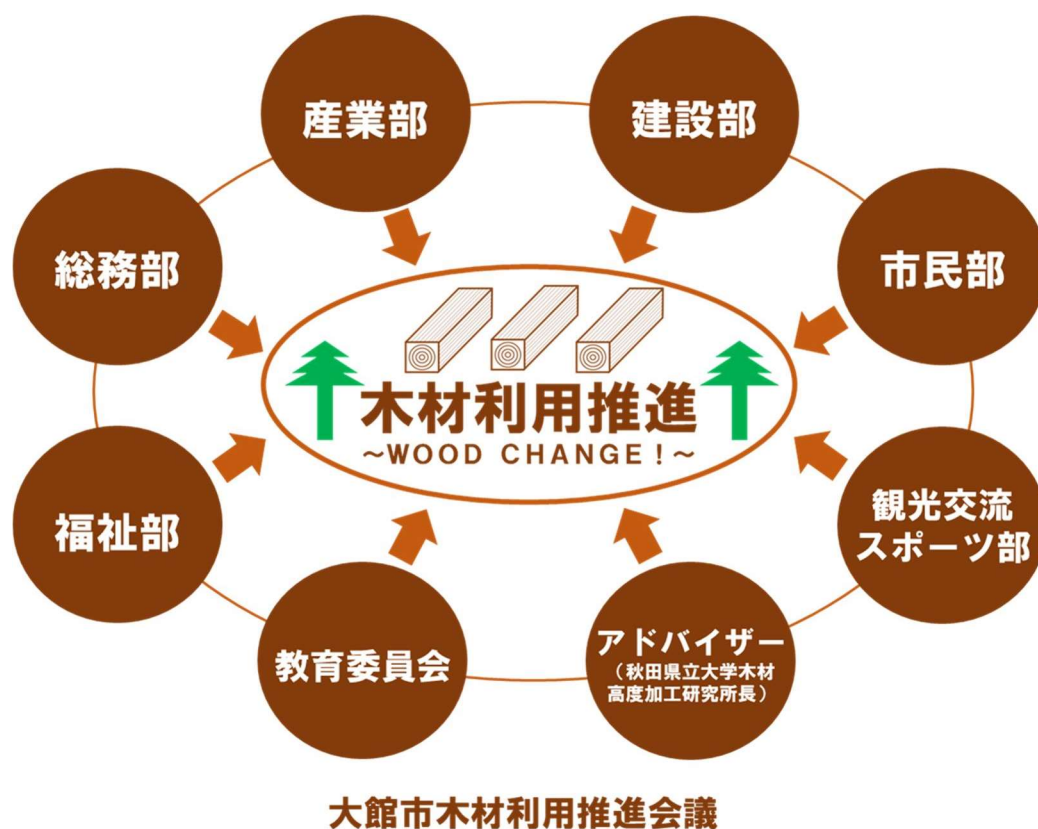 産業部
建設部
総務部
市民部
木材利用推進
~WOOD CHANGE!~
福祉部
観光交流
スポーツ部
教育委員会
アドバイザー
(秋田県立大学木材
高度加工研究所長)
大館市木材利用推進会議